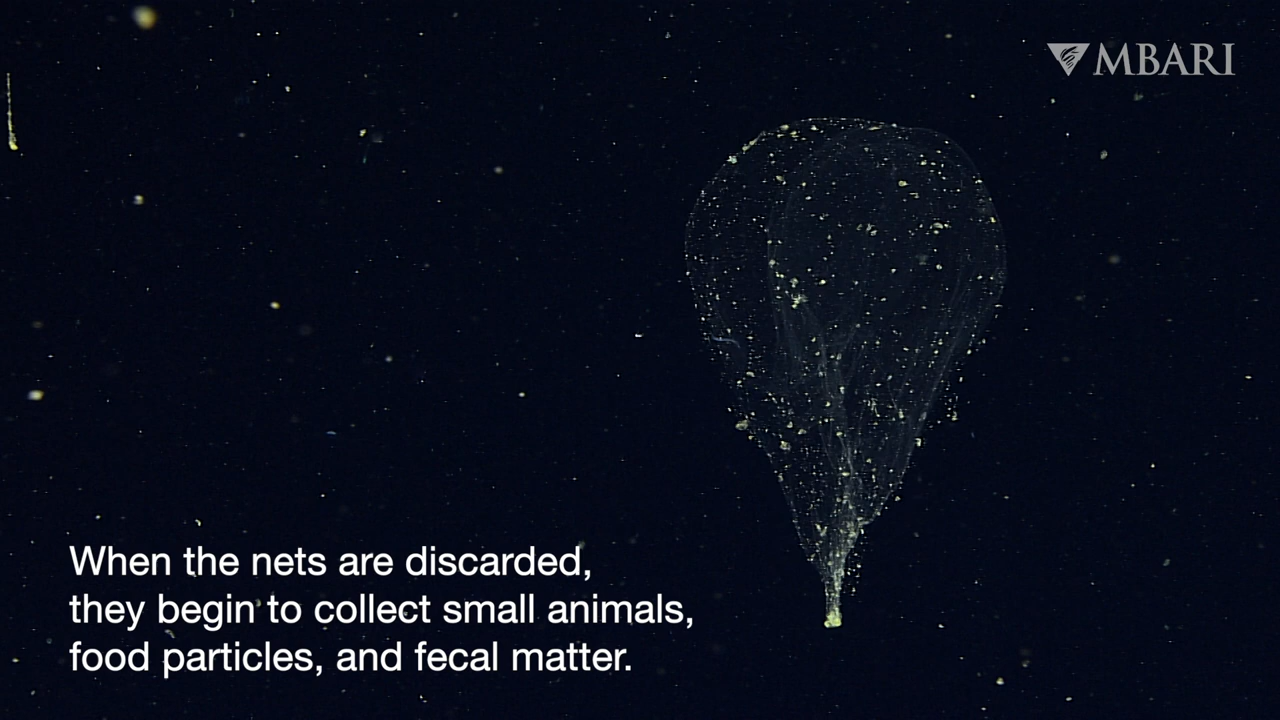 MBARI
When the nets are discarded,
they begin to collect small animals,
food particles, and fecal matter.